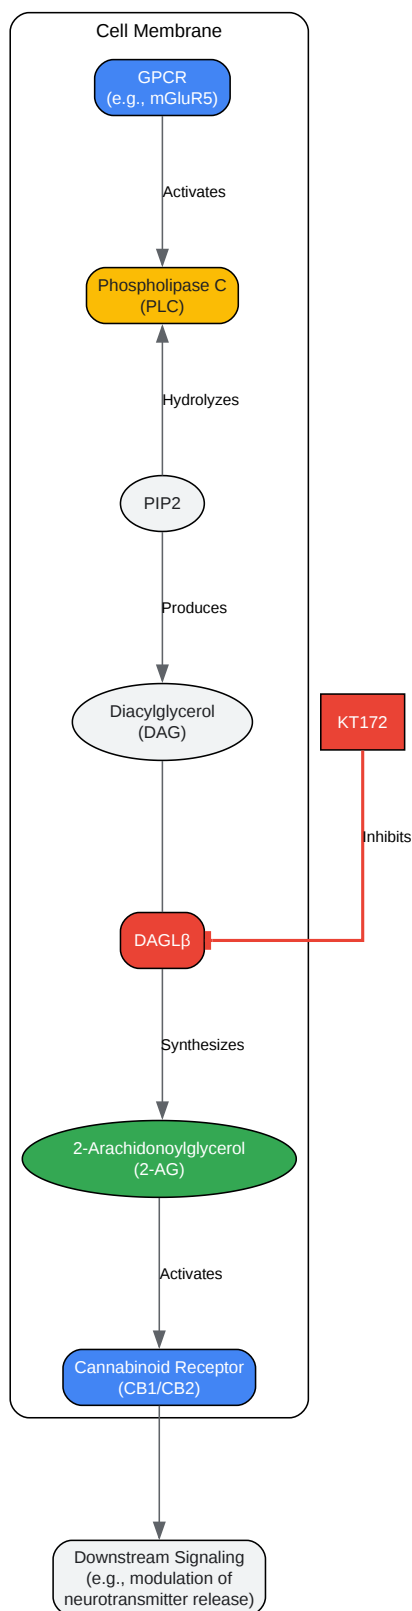 Cell Membrane
GPCR
(e.g., mGluR5)
Activates
Phospholipase C
(PLC)
Hydrolyzes
PIP2
Produces
Diacylglycerol
(DAG)
KT172
Inhibits
DAGLβ
Synthesizes
2-Arachidonoylglycerol
(2-AG)
Activates
Cannabinoid Receptor
(CB1/CB2)
Downstream Signaling
(e.g., modulation of
neurotransmitter release)